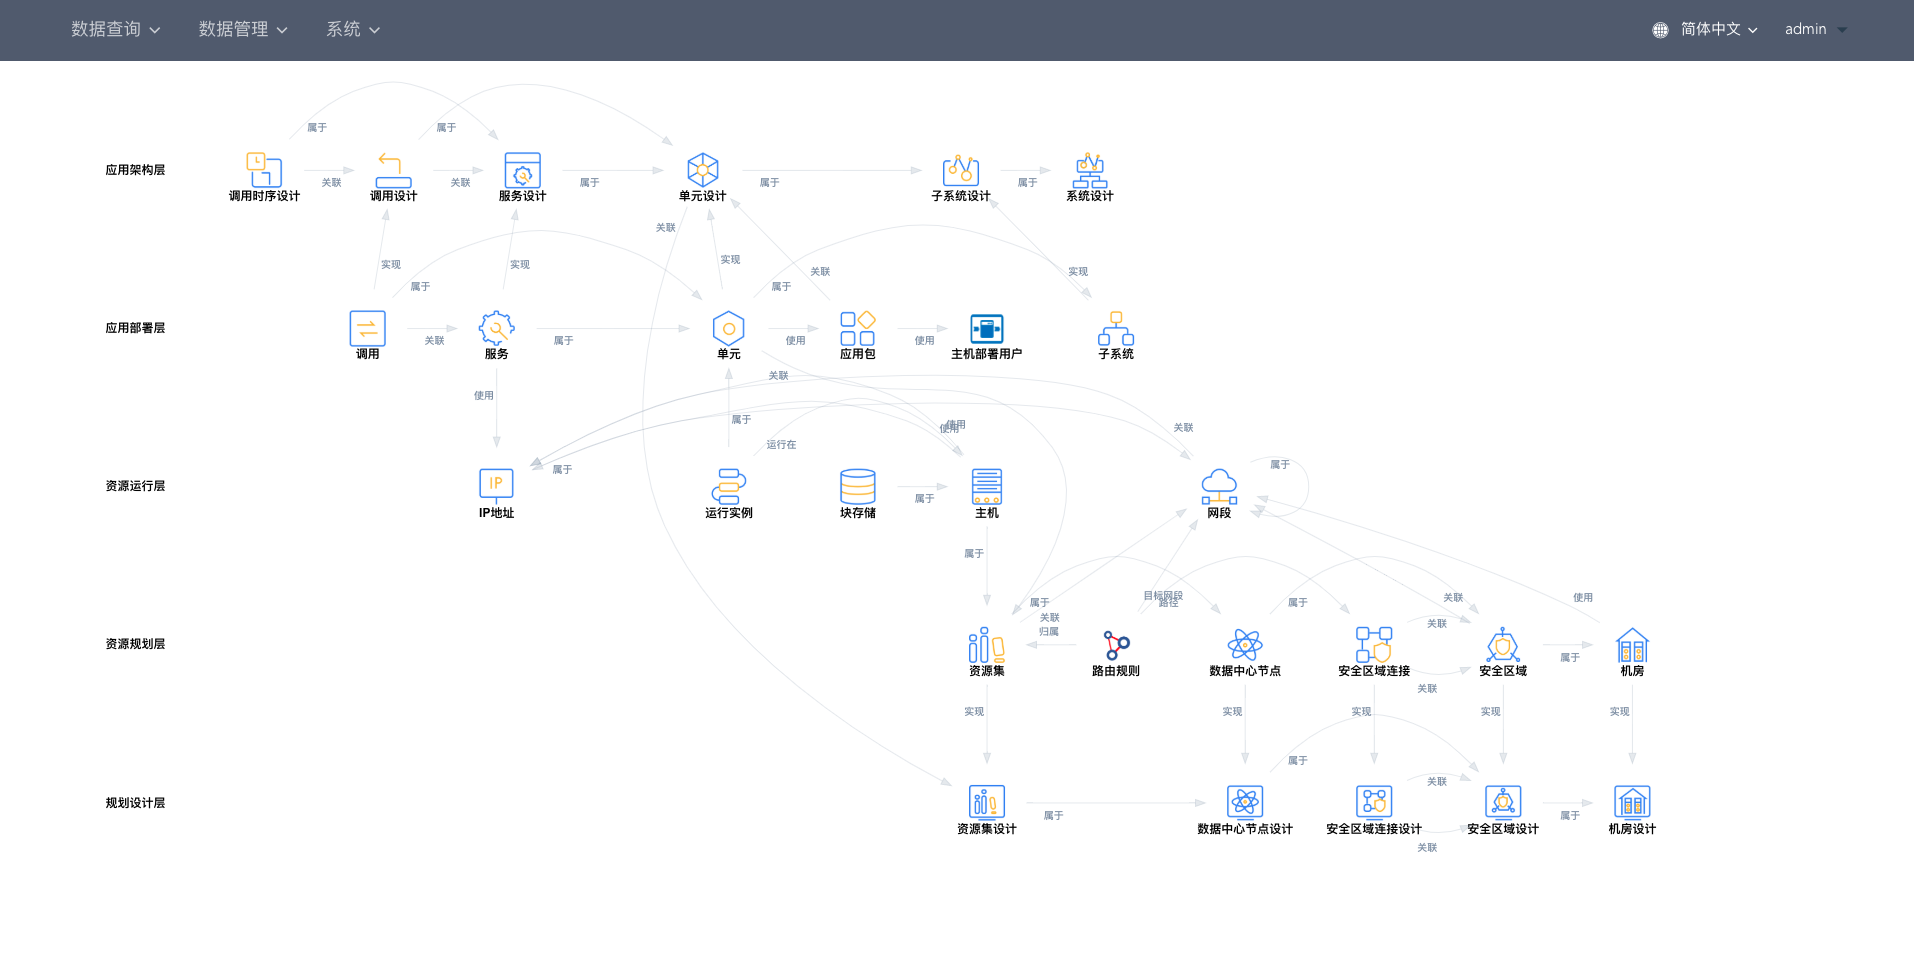 数据查询 数据管理 系统 简体中文 admin
属于 属于
应用架构层
关联 关联 属于 属于 属于
调用时序设计 调用设计 服务设计 单元设计 子系统设计 系统设计
关联
实现 实现 实现 关联 实现
属于 属于
应用部署层
关联 属于 使用 使用
调用 服务 单元 应用包 主机部署用户 子系统
关联
使用
属于 使用 使用 关联
运行在
属于 属于
资源运行层
IP
属于
IP地址 运行实例 块存储 主机 网段
属于
目标网段 关联 使用
属于 路径 属于
关联 关联
归属
资源规划层
属于
资源集 路由规则 数据中心节点 安全区域连接 安全区域 机房
关联
实现 实现 实现 实现 实现
属于
关联
资源规划层
规划设计层
属于 属于
资源集设计 数据中心节点设计 安全区域连接设计 安全区域设计 机房设计
关联